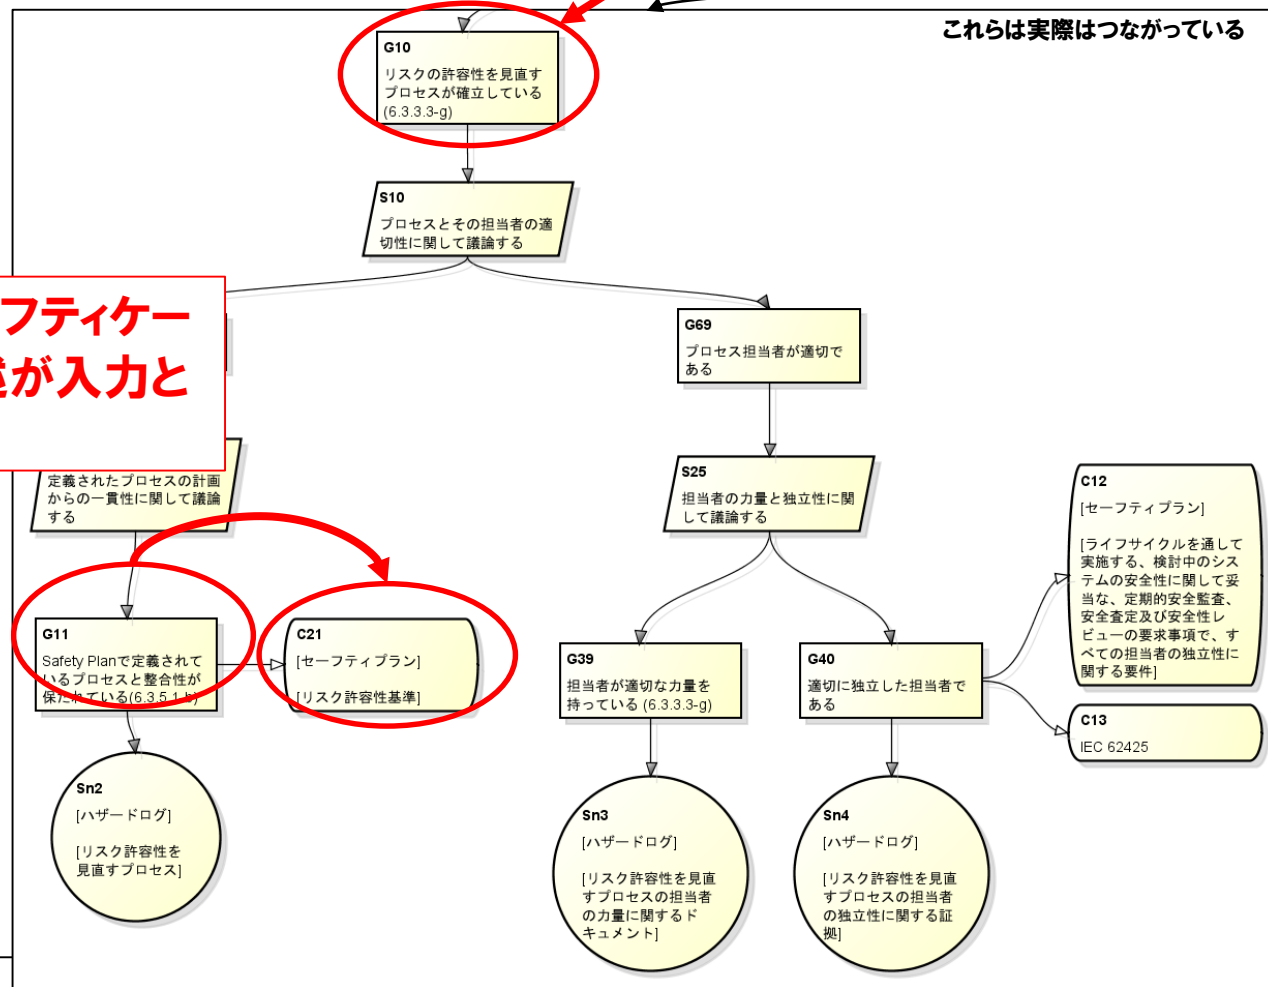 これらは実際はつながっている
G10
リスクの許容性を見直す
プロセスが確立している
(6.3.3.3-g)
S10
プロセスとその担当者の適
切性に関して議論する
フティケー
が入力と
G69
プロセス担当者が適切で
ある
定義されたプロセスの計画
からの一貫性に関して議論
する
S25
担当者の力量と独立性に関
して議論する
C12
[セーフティプラン]
[ライフサイクルを通して
実施する、検討中のシス
テムの安全性に関して妥
当な、定期的安全監査、
安全査定及び安全性レ
ビューの要求事項で、す
べての担当者の独立性に
関する要件]
G11
Safety Planで定義されて
いるプロセスと整合性が
保たれている(6.3.5.1-b)
C21
[セーフティプラン]
[リスク許容性基準]
G39
担当者が適切な力量を
持っている (6.3.3.3-g)
G40
適切に独立した担当者で
ある
C13
IEC 62425
Sn2
[ハザードログ]
[リスク許容性を
見直すプロセス]
Sn3
[ハザードログ]
[リスク許容性を見直
すプロセスの担当者
の力量に関するド
キュメント]
Sn4
[ハザードログ]
[リスク許容性を見直
すプロセスの担当者
の独立性に関する証
拠]